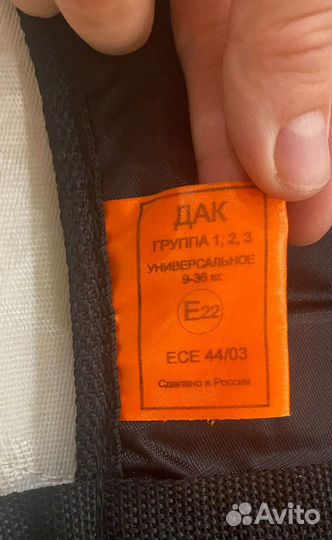 ДАК
ГРУППА 1, 2, 3
УНИВЕРСАЛЬНОЕ
9-36 кг.
E22
ECE 44/03
Сделано в России
Avito